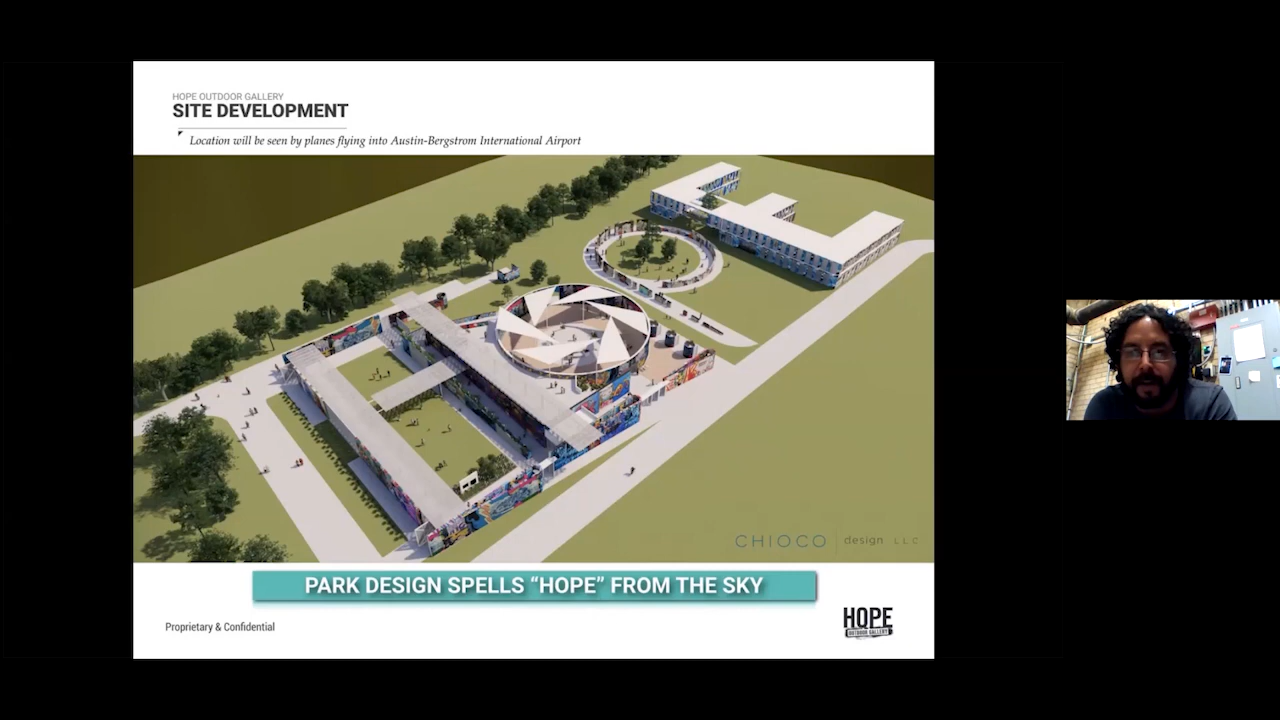 HOPE OUTDOOR GALLERY
SITE DEVELOPMENT
Location will be seen by planes flying into Austin-Bergstrom International Airport
CHIOCO design LLC
PARK DESIGN SPELLS “HOPE” FROM THE SKY
Proprietary & Confidential
HOPE
OUTDOOR GALLERY